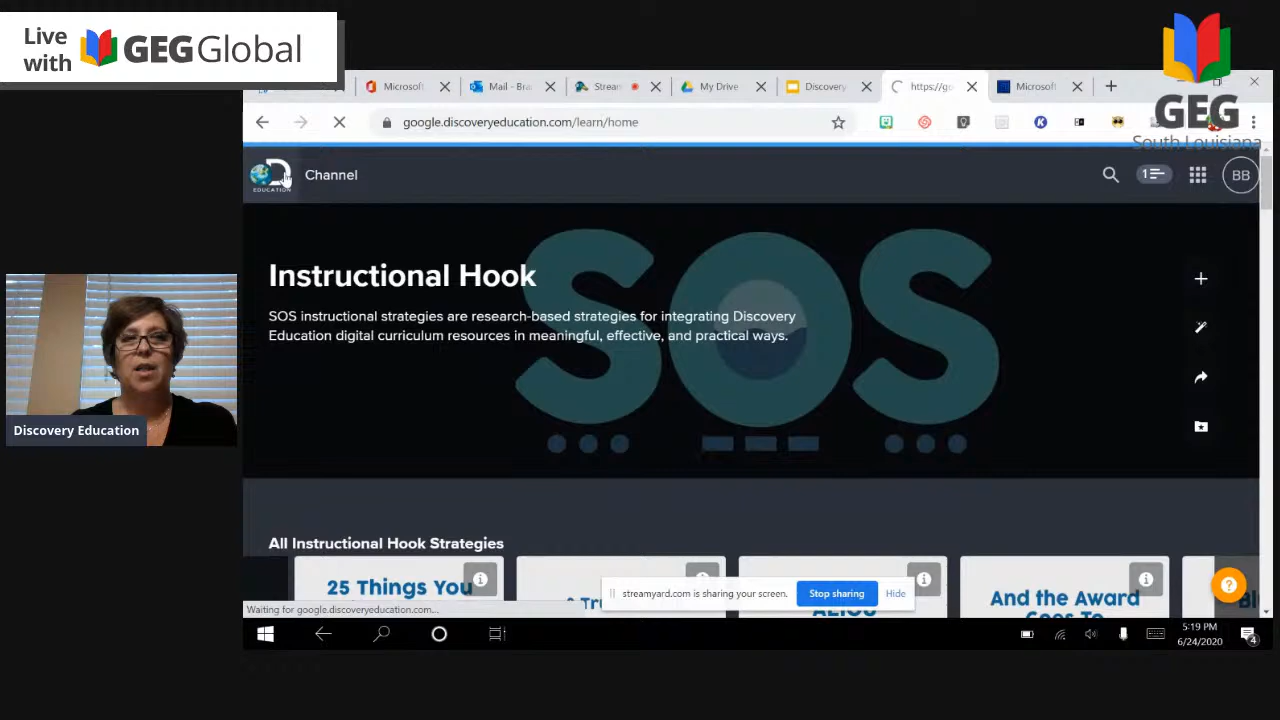 Live
with
GEG Global
GEG
South Louisiana
Microsoft
Mail - Bra
Stream
My Drive
Discovery
https://go
Microsoft
google.discoveryeducation.com/learn/home
EDUCATION
Channel
1
BB
SOS
Instructional Hook
SOS instructional strategies are research-based strategies for integrating Discovery
Education digital curriculum resources in meaningful, effective, and practical ways.
Discovery Education
All Instructional Hook Strategies
25 Things You
And the Award
Goes To
streamyard.com is sharing your screen.
Stop sharing
Hide
Waiting for google.discoveryeducation.com...
5:19 PM
6/24/2020
4